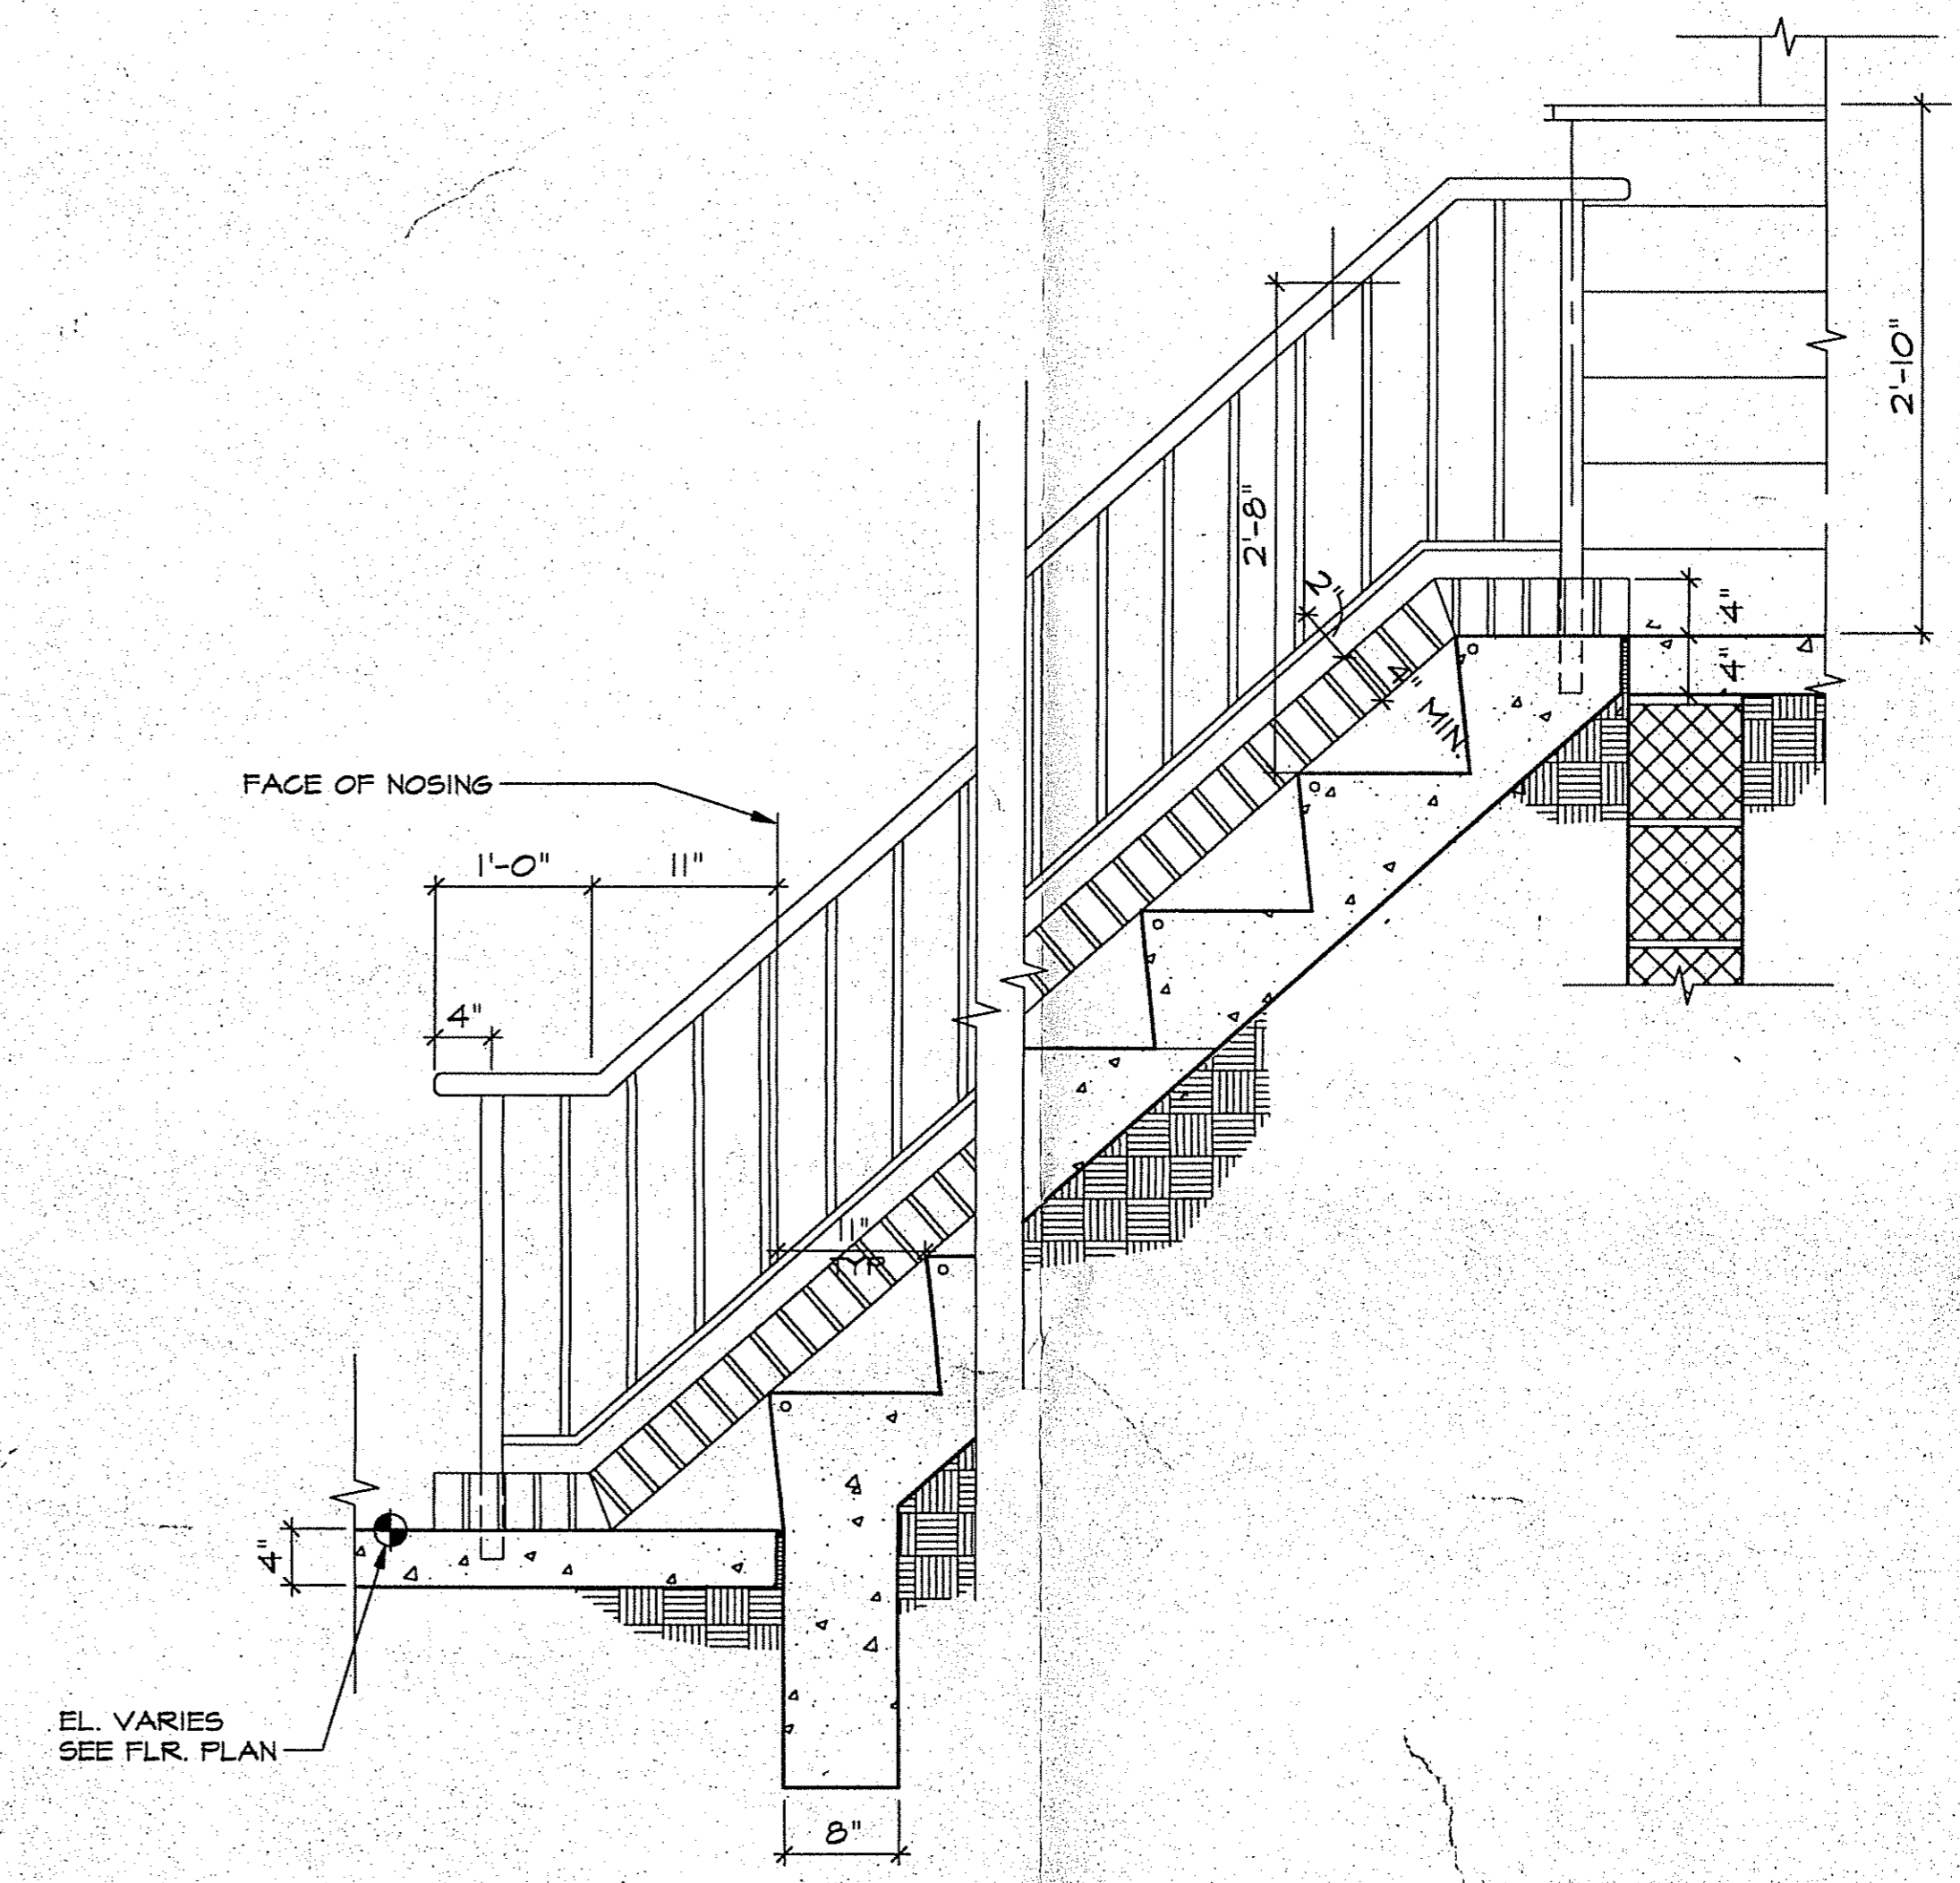 2'-10"
2'-8"
2"
4"
4"
4" MIN.
FACE OF NOSING
1'-0"
11"
4"
11"
TYP
4"
EL. VARIES
SEE FLR. PLAN
8"